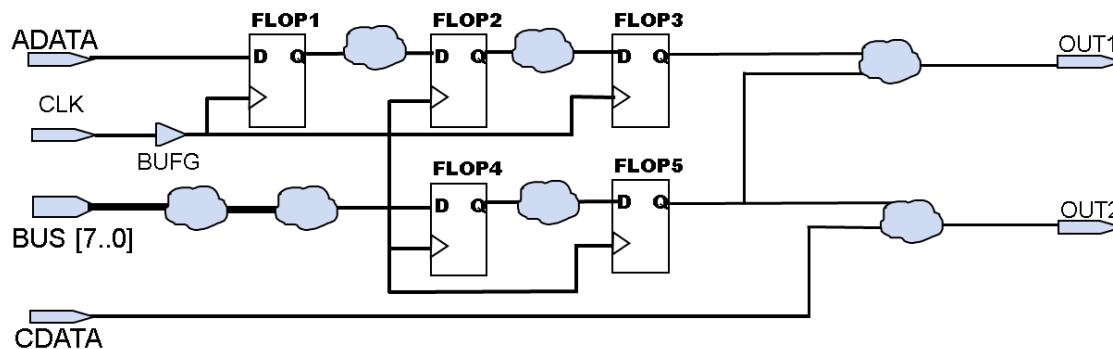 FLOP1 FLOP2 FLOP3
ADATA D Q D Q D Q OUT1
CLK
BUFG
FLOP4 FLOP5
D Q D Q
BUS [7..0] OUT2
CDATA